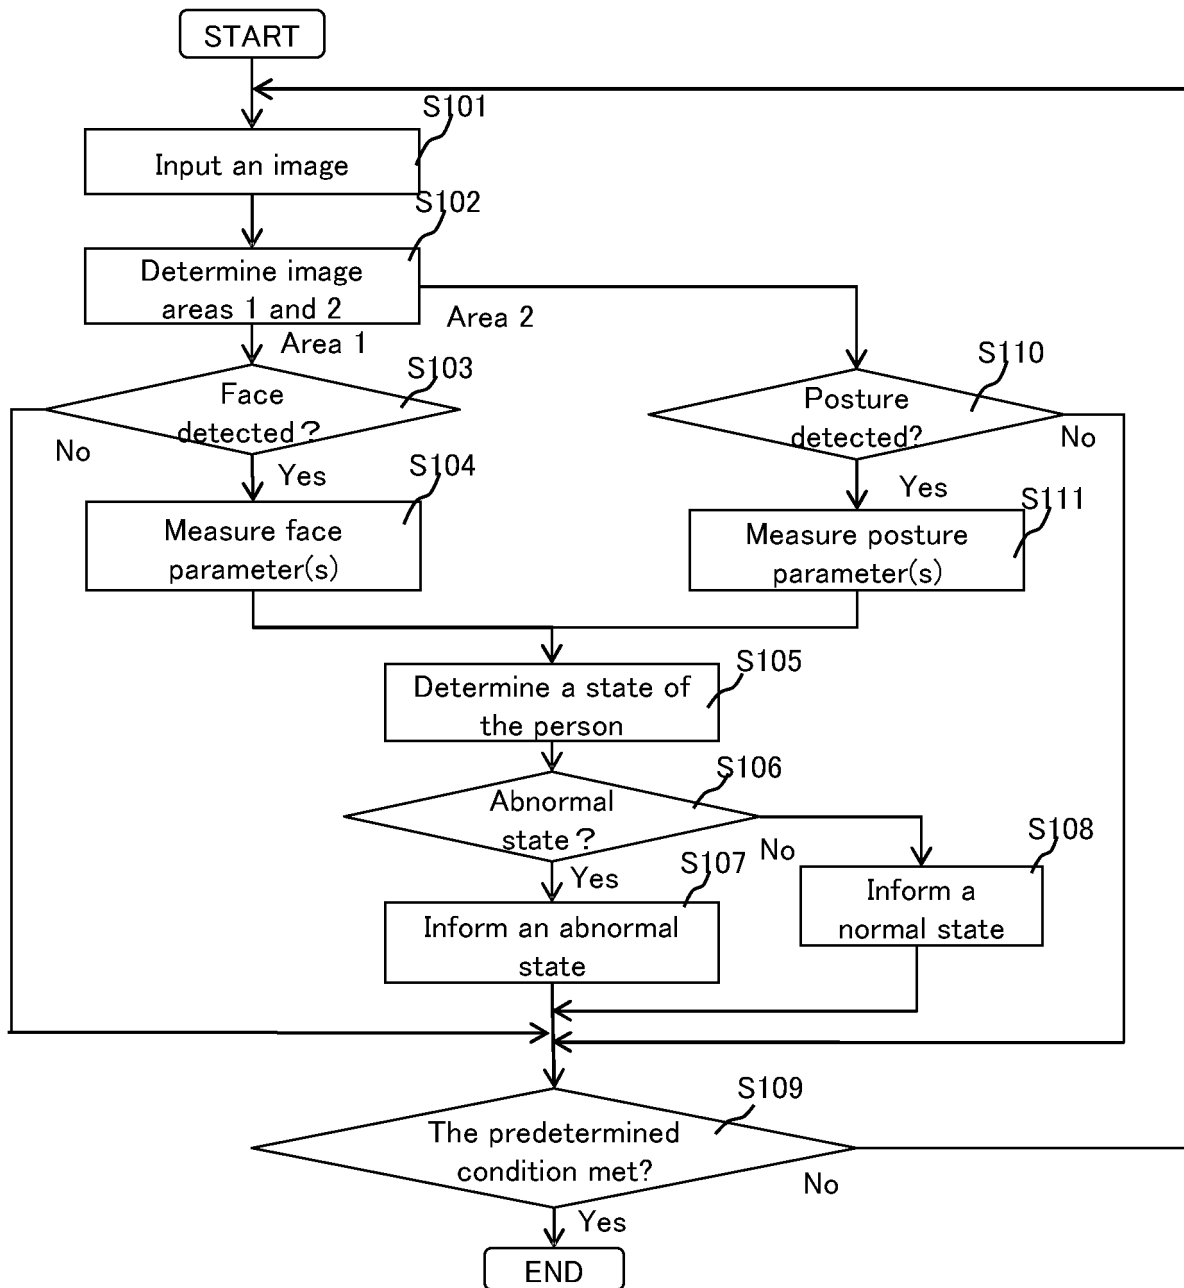 START
S101
Input an image
S102
Determine image
areas 1 and 2
Area 2
Area 1
S103
Face
detected?
No
Yes
S110
Posture
detected?
No
Yes
S104
Measure face
parameter(s)
S111
Measure posture
parameter(s)
S105
Determine a state of
the person
S106
Abnormal
state?
No
Yes
S107
Inform an abnormal
state
S108
Inform a
normal state
S109
The predetermined
condition met?
No
Yes
END